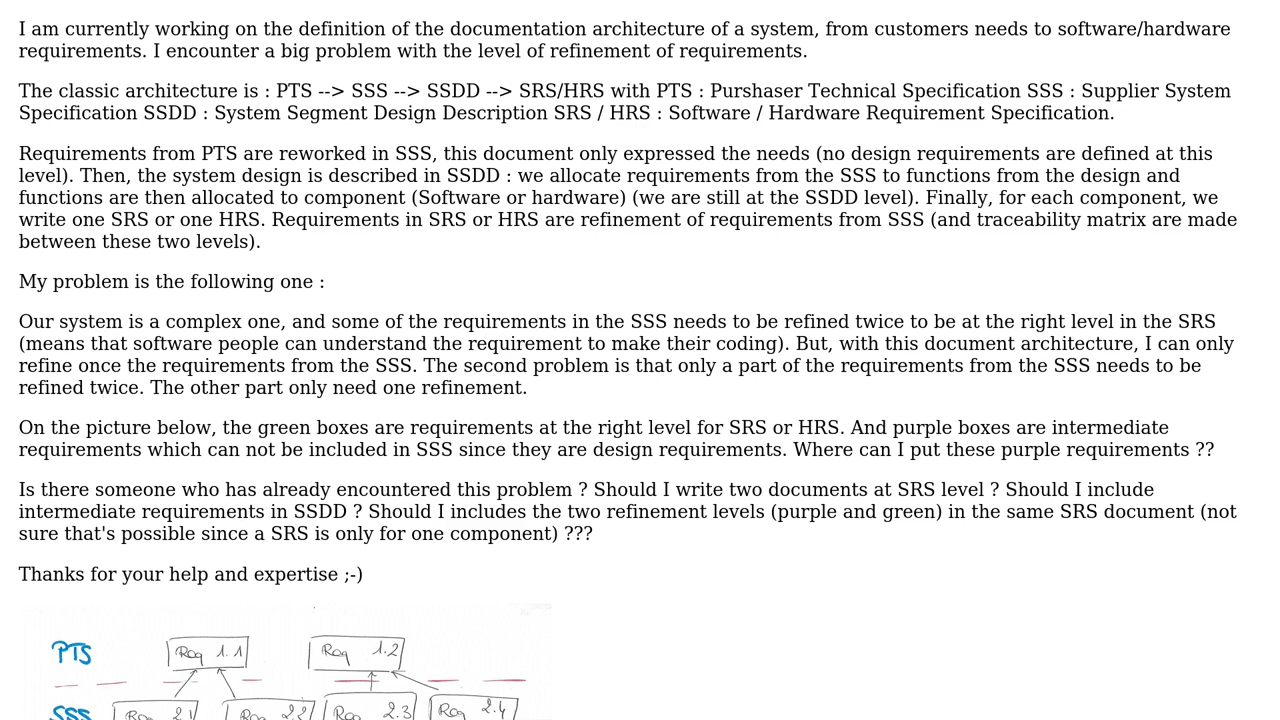 I am currently working on the definition of the documentation architecture of a system, from customers needs to software/hardware
requirements. I encounter a big problem with the level of refinement of requirements.
The classic architecture is : PTS --> SSS --> SSDD --> SRS/HRS with PTS : Purshaser Technical Specification SSS : Supplier System
Specification SSDD : System Segment Design Description SRS / HRS : Software / Hardware Requirement Specification.
Requirements from PTS are reworked in SSS, this document only expressed the needs (no design requirements are defined at this
level). Then, the system design is described in SSDD : we allocate requirements from the SSS to functions from the design and
functions are then allocated to component (Software or hardware) (we are still at the SSDD level). Finally, for each component, we
write one SRS or one HRS. Requirements in SRS or HRS are refinement of requirements from SSS (and traceability matrix are made
between these two levels).
My problem is the following one :
Our system is a complex one, and some of the requirements in the SSS needs to be refined twice to be at the right level in the SRS
(means that software people can understand the requirement to make their coding). But, with this document architecture, I can only
refine once the requirements from the SSS. The second problem is that only a part of the requirements from the SSS needs to be
refined twice. The other part only need one refinement.
On the picture below, the green boxes are requirements at the right level for SRS or HRS. And purple boxes are intermediate
requirements which can not be included in SSS since they are design requirements. Where can I put these purple requirements ??
Is there someone who has already encountered this problem ? Should I write two documents at SRS level ? Should I include
intermediate requirements in SSDD ? Should I includes the two refinement levels (purple and green) in the same SRS document (not
sure that's possible since a SRS is only for one component) ???
Thanks for your help and expertise ;-)
PTS Req 1.1 Req 1.2
SSS Req 2.1 Req 2.2 Req 2.3 Req 2.4